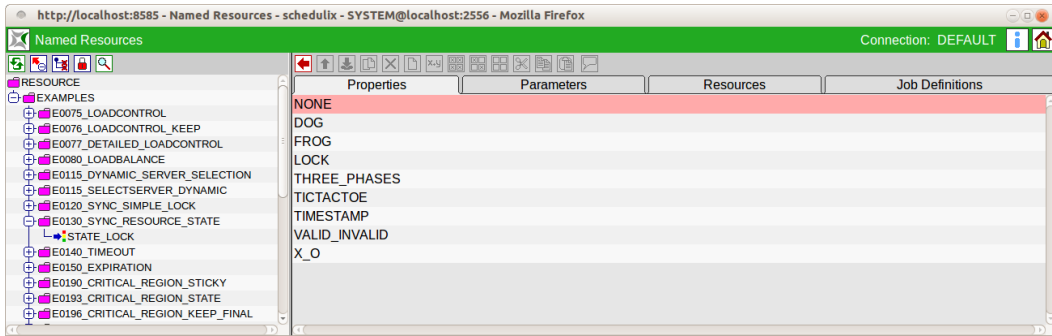 http://localhost:8585 - Named Resources - schedulix - SYSTEM@localhost:2556 - Mozilla Firefox
Named Resources
Connection: DEFAULT
RESOURCE
EXAMPLES
E0075_LOADCONTROL
E0076_LOADCONTROL_KEEP
E0077_DETAILED_LOADCONTROL
E0080_LOADBALANCE
E0115_DYNAMIC_SERVER_SELECTION
E0115_SELECTSERVER_DYNAMIC
E0120_SYNC_SIMPLE_LOCK
E0130_SYNC_RESOURCE_STATE
STATE_LOCK
E0140_TIMEOUT
E0150_EXPIRATION
E0190_CRITICAL_REGION_STICKY
E0193_CRITICAL_REGION_STATE
E0196_CRITICAL_REGION_KEEP_FINAL
x-y
Properties Parameters Resources Job Definitions
NONE
DOG
FROG
LOCK
THREE_PHASES
TICTACTOE
TIMESTAMP
VALID_INVALID
X_O